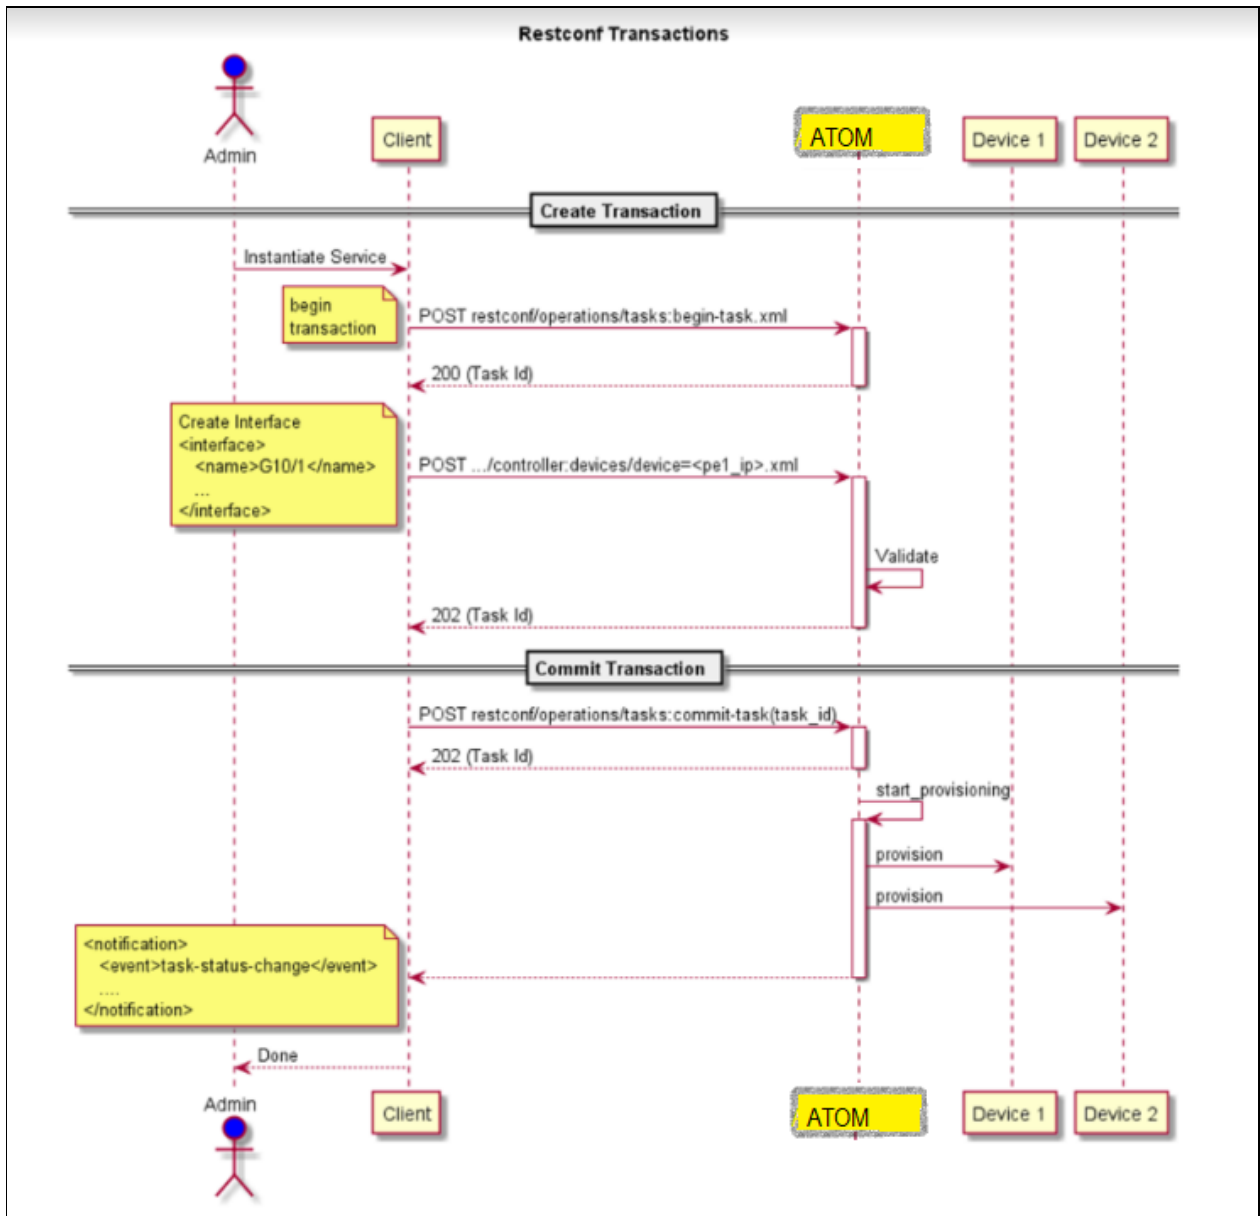 Restconf Transactions
Admin
Client
ATOM
Device 1
Device 2
Create Transaction
Instantiate Service
begin
transaction
POST restconf/operations/tasks:begin-task.xml
200 (Task Id)
Create Interface
<interface>
<name>G10/1</name>
...
</interface>
POST .../controller:devices/device=<pe1_ip>.xml
Validate
202 (Task Id)
Commit Transaction
POST restconf/operations/tasks:commit-task(task_id)
202 (Task Id)
start_provisioning
provision
provision
<notification>
<event>task-status-change</event>
....
</notification>
Done
Admin
Client
ATOM
Device 1
Device 2